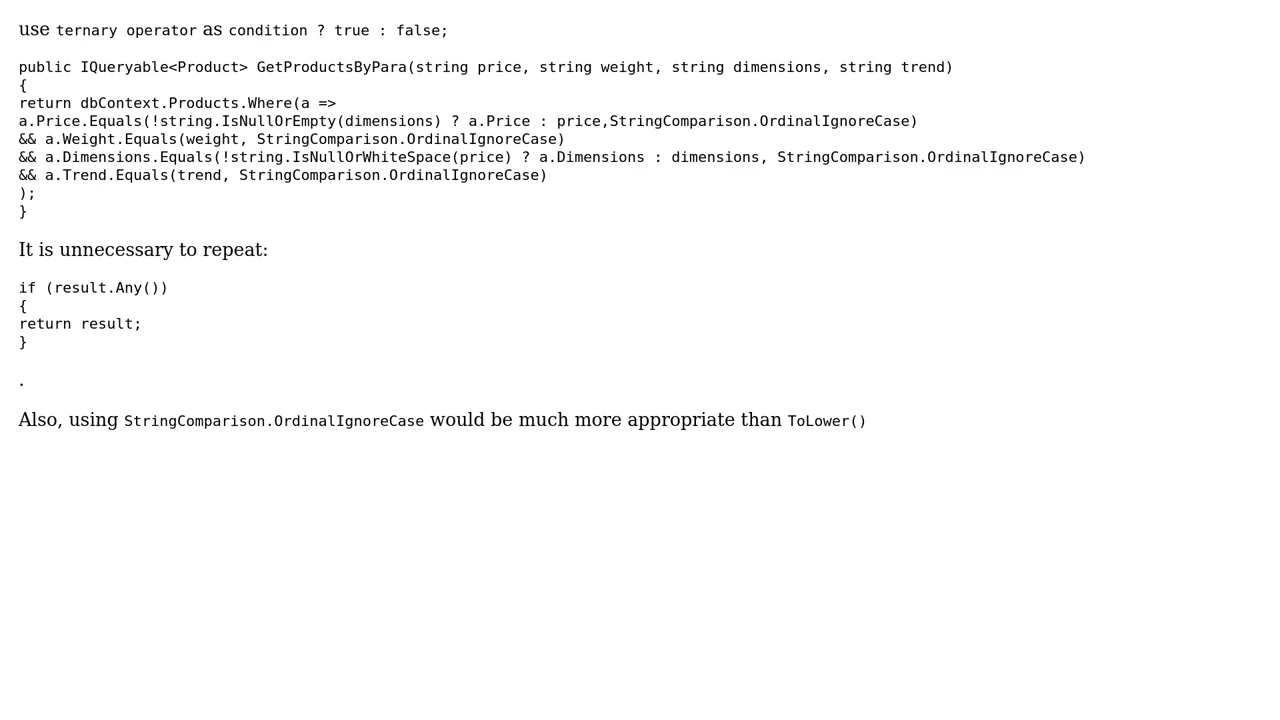 use ternary operator as condition ? true : false;
public IQueryable<Product> GetProductsByPara(string price, string weight, string dimensions, string trend)
{
return dbContext.Products.Where(a =>
a.Price.Equals(!string.IsNullOrEmpty(dimensions) ? a.Price : price,StringComparison.OrdinalIgnoreCase)
&& a.Weight.Equals(weight, StringComparison.OrdinalIgnoreCase)
&& a.Dimensions.Equals(!string.IsNullOrWhiteSpace(price) ? a.Dimensions : dimensions, StringComparison.OrdinalIgnoreCase)
&& a.Trend.Equals(trend, StringComparison.OrdinalIgnoreCase)
);
}
It is unnecessary to repeat:
if (result.Any())
{
return result;
}
.
Also, using StringComparison.OrdinalIgnoreCase would be much more appropriate than ToLower()